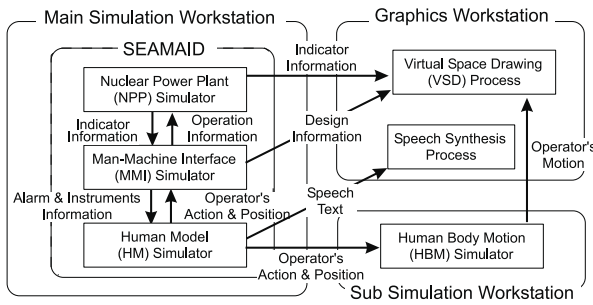 Main Simulation Workstation
Graphics Workstation
SEAMAID
Indicator
Information
Nuclear Power Plant
(NPP) Simulator
Virtual Space Drawing
(VSD) Process
Indicator
Information
Operation
Information
Design
Information
Speech Synthesis
Process
Operator's
Motion
Man-Machine Interface
(MMI) Simulator
Alarm & Instruments
Information
Operator's
Action & Position
Speech
Text
Human Model
(HM) Simulator
Human Body Motion
(HBM) Simulator
Operator's
Action & Position
Sub Simulation Workstation